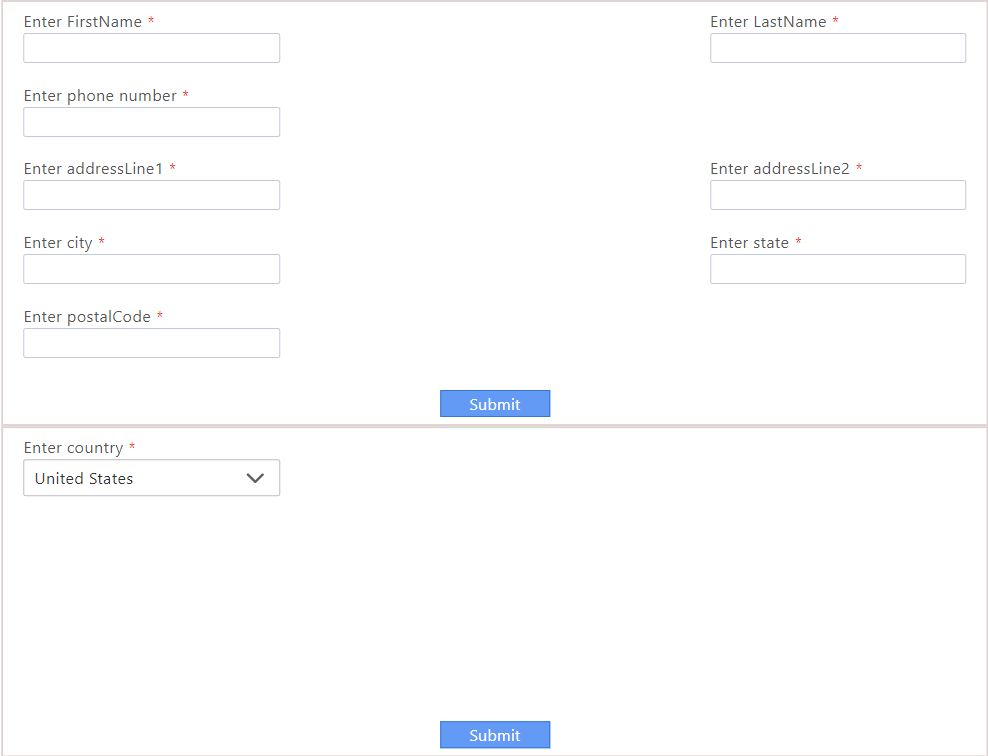 Enter FirstName *
Enter LastName *
Enter phone number *
Enter addressLine1 *
Enter addressLine2 *
Enter city *
Enter state *
Enter postalCode *
Submit
Enter country *
United States
Submit